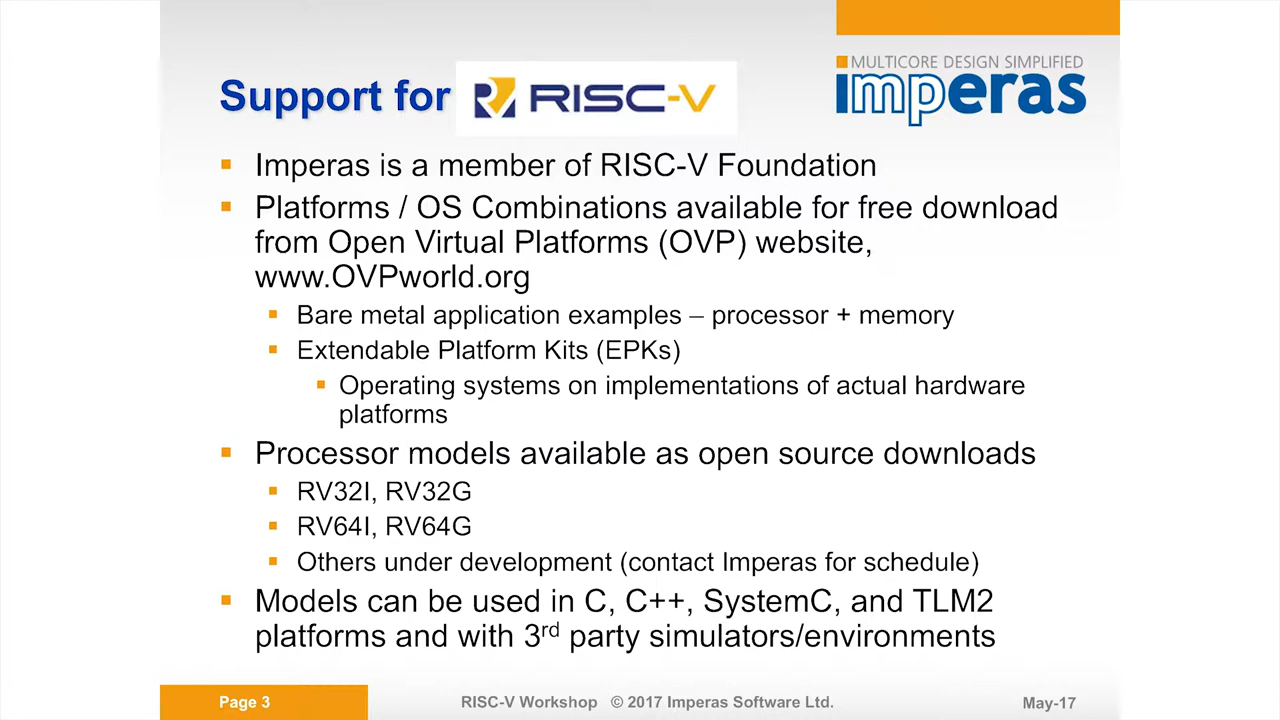 MULTICORE DESIGN SIMPLIFIED
imperas
Support for RISC-V
Imperas is a member of RISC-V Foundation
Platforms / OS Combinations available for free download
from Open Virtual Platforms (OVP) website,
www.OVPworld.org
Bare metal application examples – processor + memory
Extendable Platform Kits (EPKs)
Operating systems on implementations of actual hardware
platforms
Processor models available as open source downloads
RV32I, RV32G
RV64I, RV64G
Others under development (contact Imperas for schedule)
Models can be used in C, C++, SystemC, and TLM2
platforms and with 3rd party simulators/environments
Page 3 RISC-V Workshop © 2017 Imperas Software Ltd. May-17